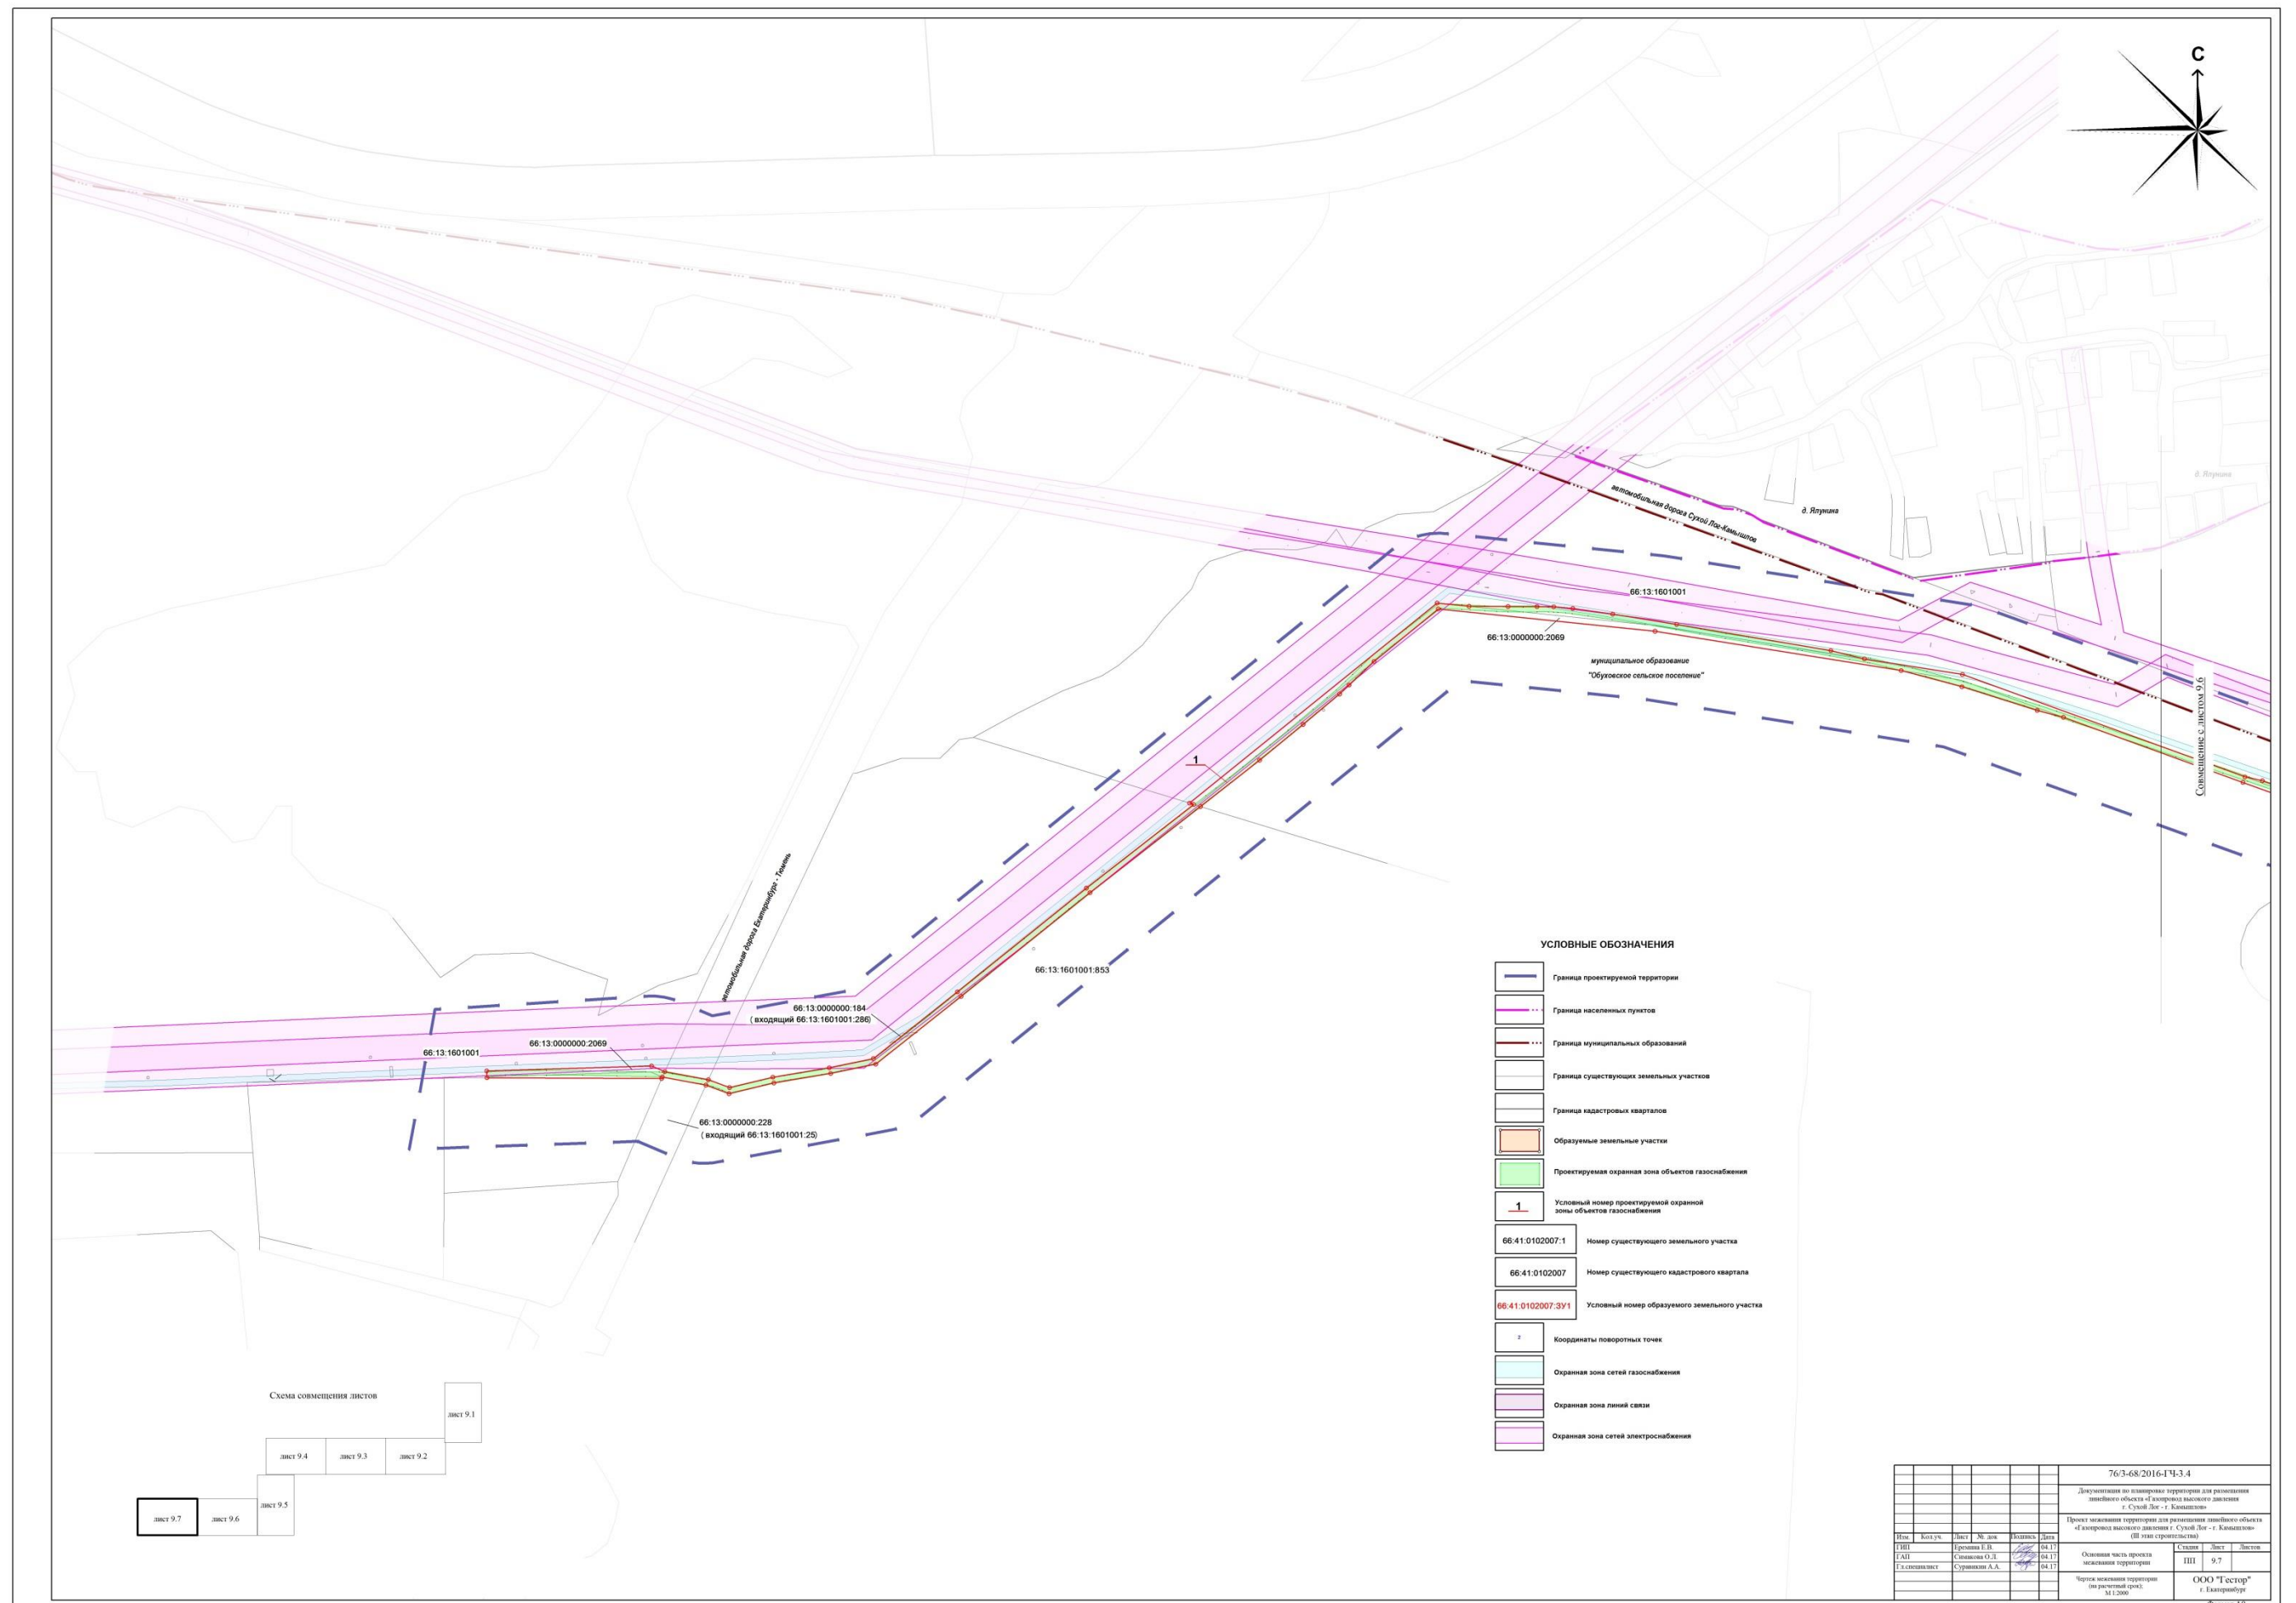 С
д. Ялунина
автомобильная дорога Сухой Лог-Камышлов
д. Ялунина
66:13:1601001
66:13:0000000:2069
муниципальное образование
"Обуховское сельское поселение"
Совмещение с листом 9.6
1
автомобильная дорога Екатеринбург - Тюмень
66:13:1601001:853
66:13:0000000:184
( входящий 66:13:1601001:286)
66:13:0000000:2069
66:13:1601001
66:13:0000000:228
( входящий 66:13:1601001:25)
УСЛОВНЫЕ ОБОЗНАЧЕНИЯ
Граница проектируемой территории
Граница населенных пунктов
Граница муниципальных образований
Граница существующих земельных участков
Граница кадастровых кварталов
Образуемые земельные участки
Проектируемая охранная зона объектов газоснабжения
1
Условный номер проектируемой охранной
зоны объектов газоснабжения
66:41:0102007:1 Номер существующего земельного участка
66:41:0102007 Номер существующего кадастрового квартала
66:41:0102007:ЗУ1 Условный номер образуемого земельного участка
Координаты поворотных точек
Охранная зона сетей газоснабжения
Охранная зона линий связи
Охранная зона сетей электроснабжения
Схема совмещения листов
лист 9.1
лист 9.4 лист 9.3 лист 9.2
лист 9.5
лист 9.7 лист 9.6
76/3-68/2016-ГЧ-3.4
Документация по планировке территории для размещения
линейного объекта «Газопровод высокого давления
г. Сухой Лог - г. Камышлов»
Проект межевания территории для размещения линейного объекта
«Газопровод высокого давления г. Сухой Лог - г. Камышлов»
(III этап строительства)
Изм. Кол.уч. Лист № док Подпись Дата
ГИП Еремина Е.В. 04.17
ГАП Симакова О.Л. 04.17
Гл.специалист 04.17
Основная часть проекта
межевания территории
Стадия Лист Листов
ПП 9.7
Чертеж межевания территории
(на расчетный срок);
М 1:2000
ООО "Гестор"
г. Екатеринбург